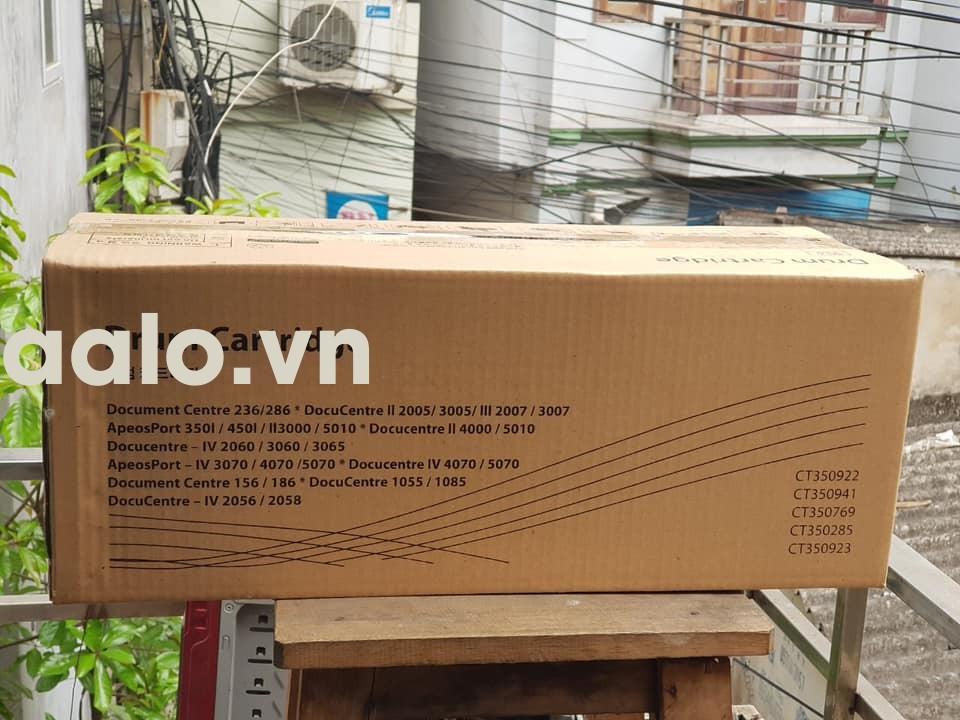 Drum Cartridge
Drum Cartridge
aalo.vn
Document Centre 236/286 * DocuCentre II 2005/ 3005/ III 2007 / 3007
ApeosPort 350I / 450I / II3000 / 5010 * Docucentre II 4000 / 5010
Docucentre – IV 2060 / 3060 / 3065
ApeosPort – IV 3070 / 4070 /5070 * Docucentre IV 4070 / 5070
Document Centre 156 / 186 * DocuCentre 1055 / 1085
DocuCentre – IV 2056 / 2058
CT350922
CT350941
CT350769
CT350285
CT350923